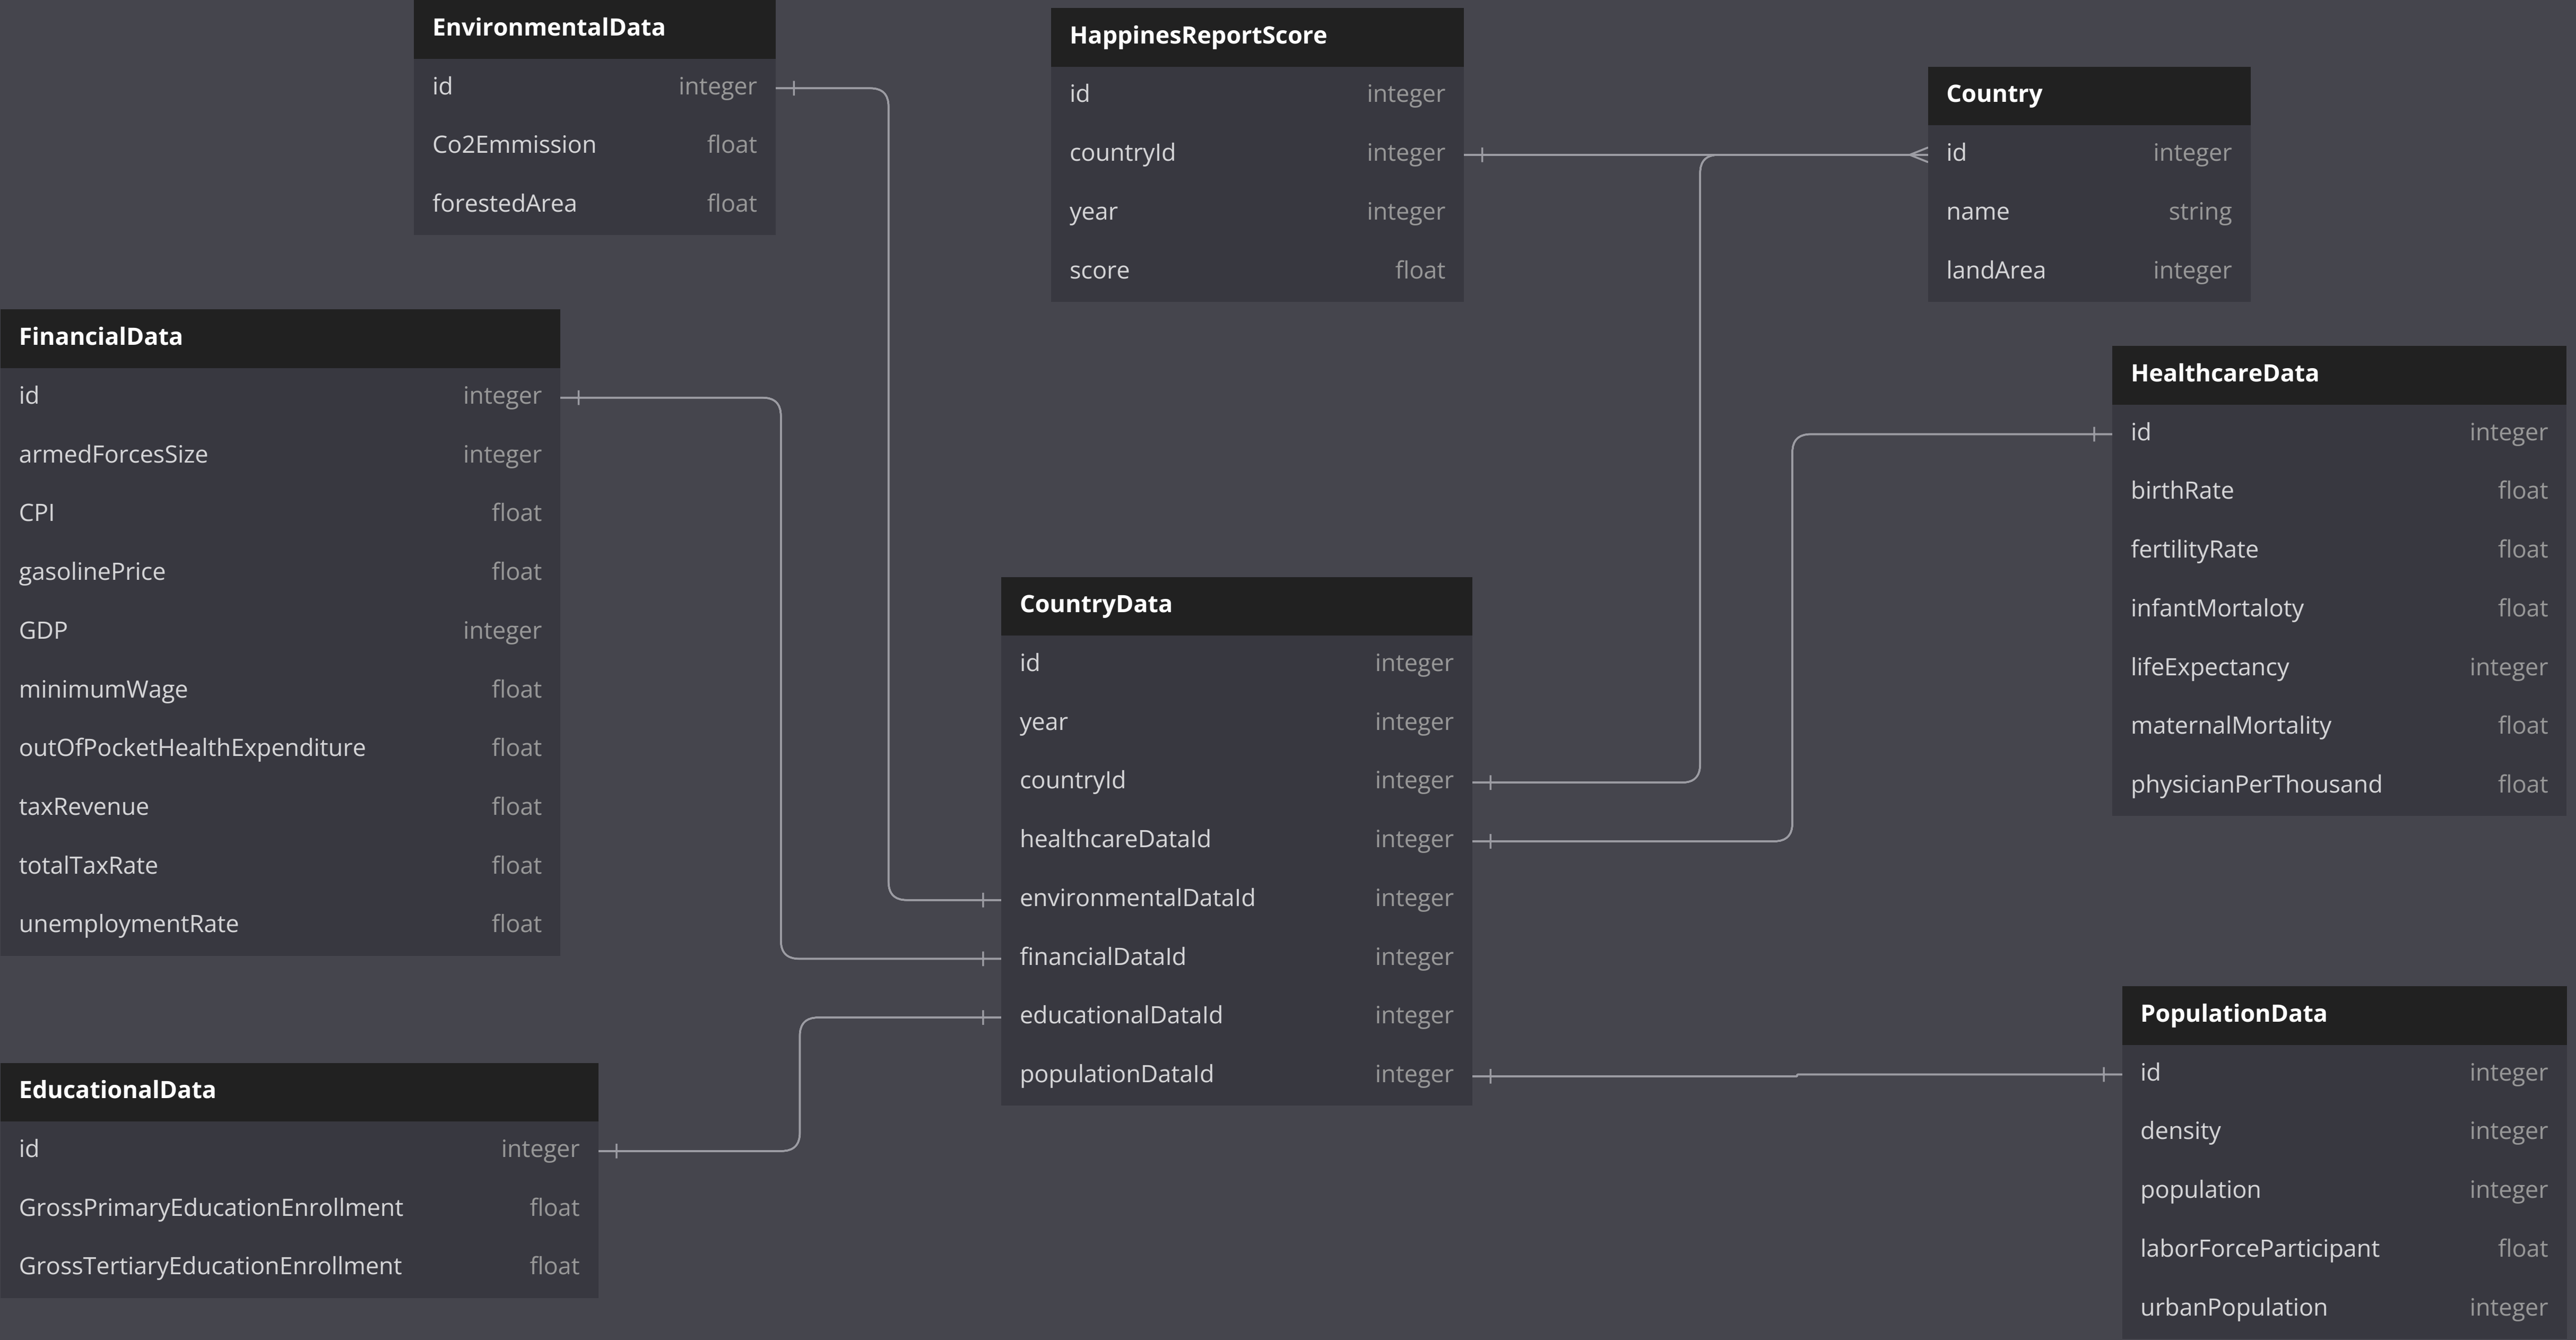 EnvironmentalData
id integer
Co2Emmission float
forestedArea float
HappinesReportScore
id integer
countryId integer
year integer
score float
Country
id integer
name string
landArea integer
FinancialData
id integer
armedForcesSize integer
CPI float
gasolinePrice float
GDP integer
minimumWage float
outOfPocketHealthExpenditure float
taxRevenue float
totalTaxRate float
unemploymentRate float
HealthcareData
id integer
birthRate float
fertilityRate float
infantMortaloty float
lifeExpectancy integer
maternalMortality float
physicianPerThousand float
CountryData
id integer
year integer
countryId integer
healthcareDataId integer
environmentalDataId integer
financialDataId integer
educationalDataId integer
populationDataId integer
EducationalData
id integer
GrossPrimaryEducationEnrollment float
GrossTertiaryEducationEnrollment float
PopulationData
id integer
density integer
population integer
laborForceParticipant float
urbanPopulation integer